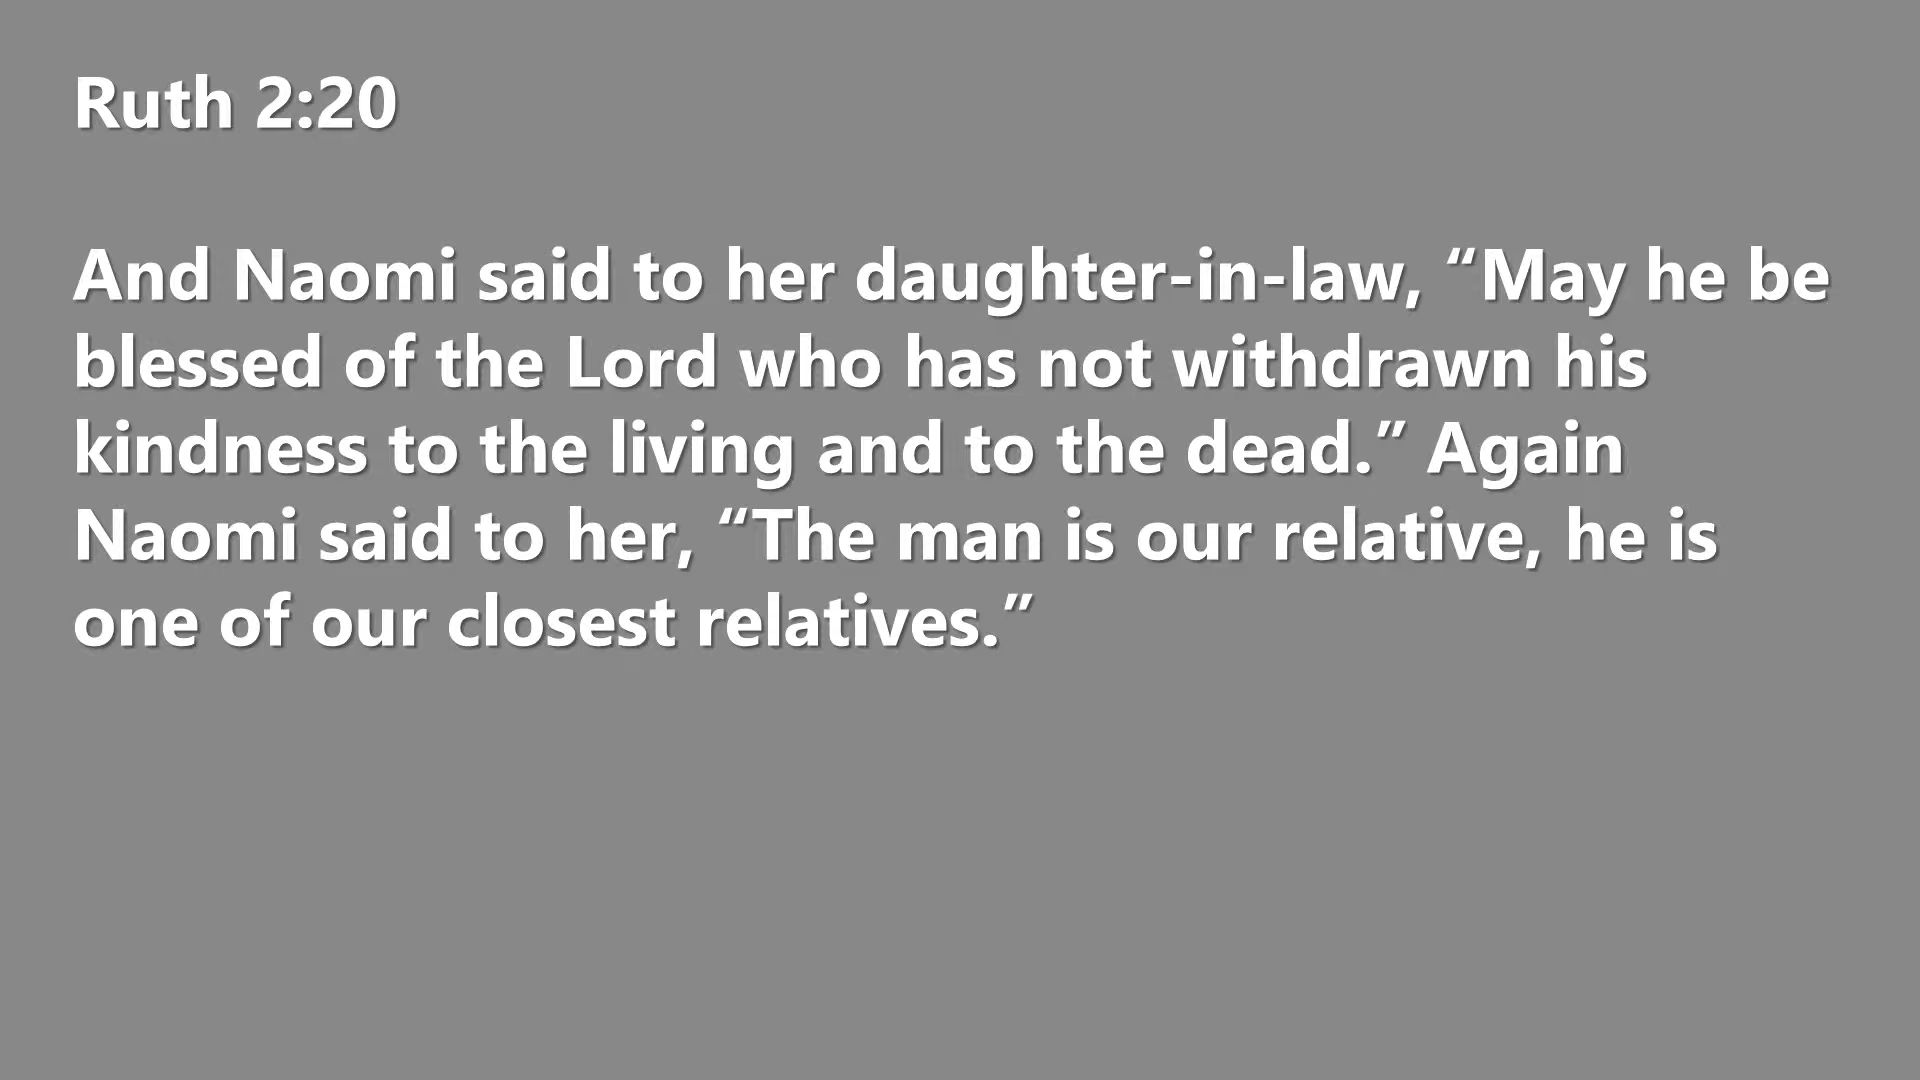 Ruth 2:20
And Naomi said to her daughter-in-law, “May he be
blessed of the Lord who has not withdrawn his
kindness to the living and to the dead.” Again
Naomi said to her, “The man is our relative, he is
one of our closest relatives.”